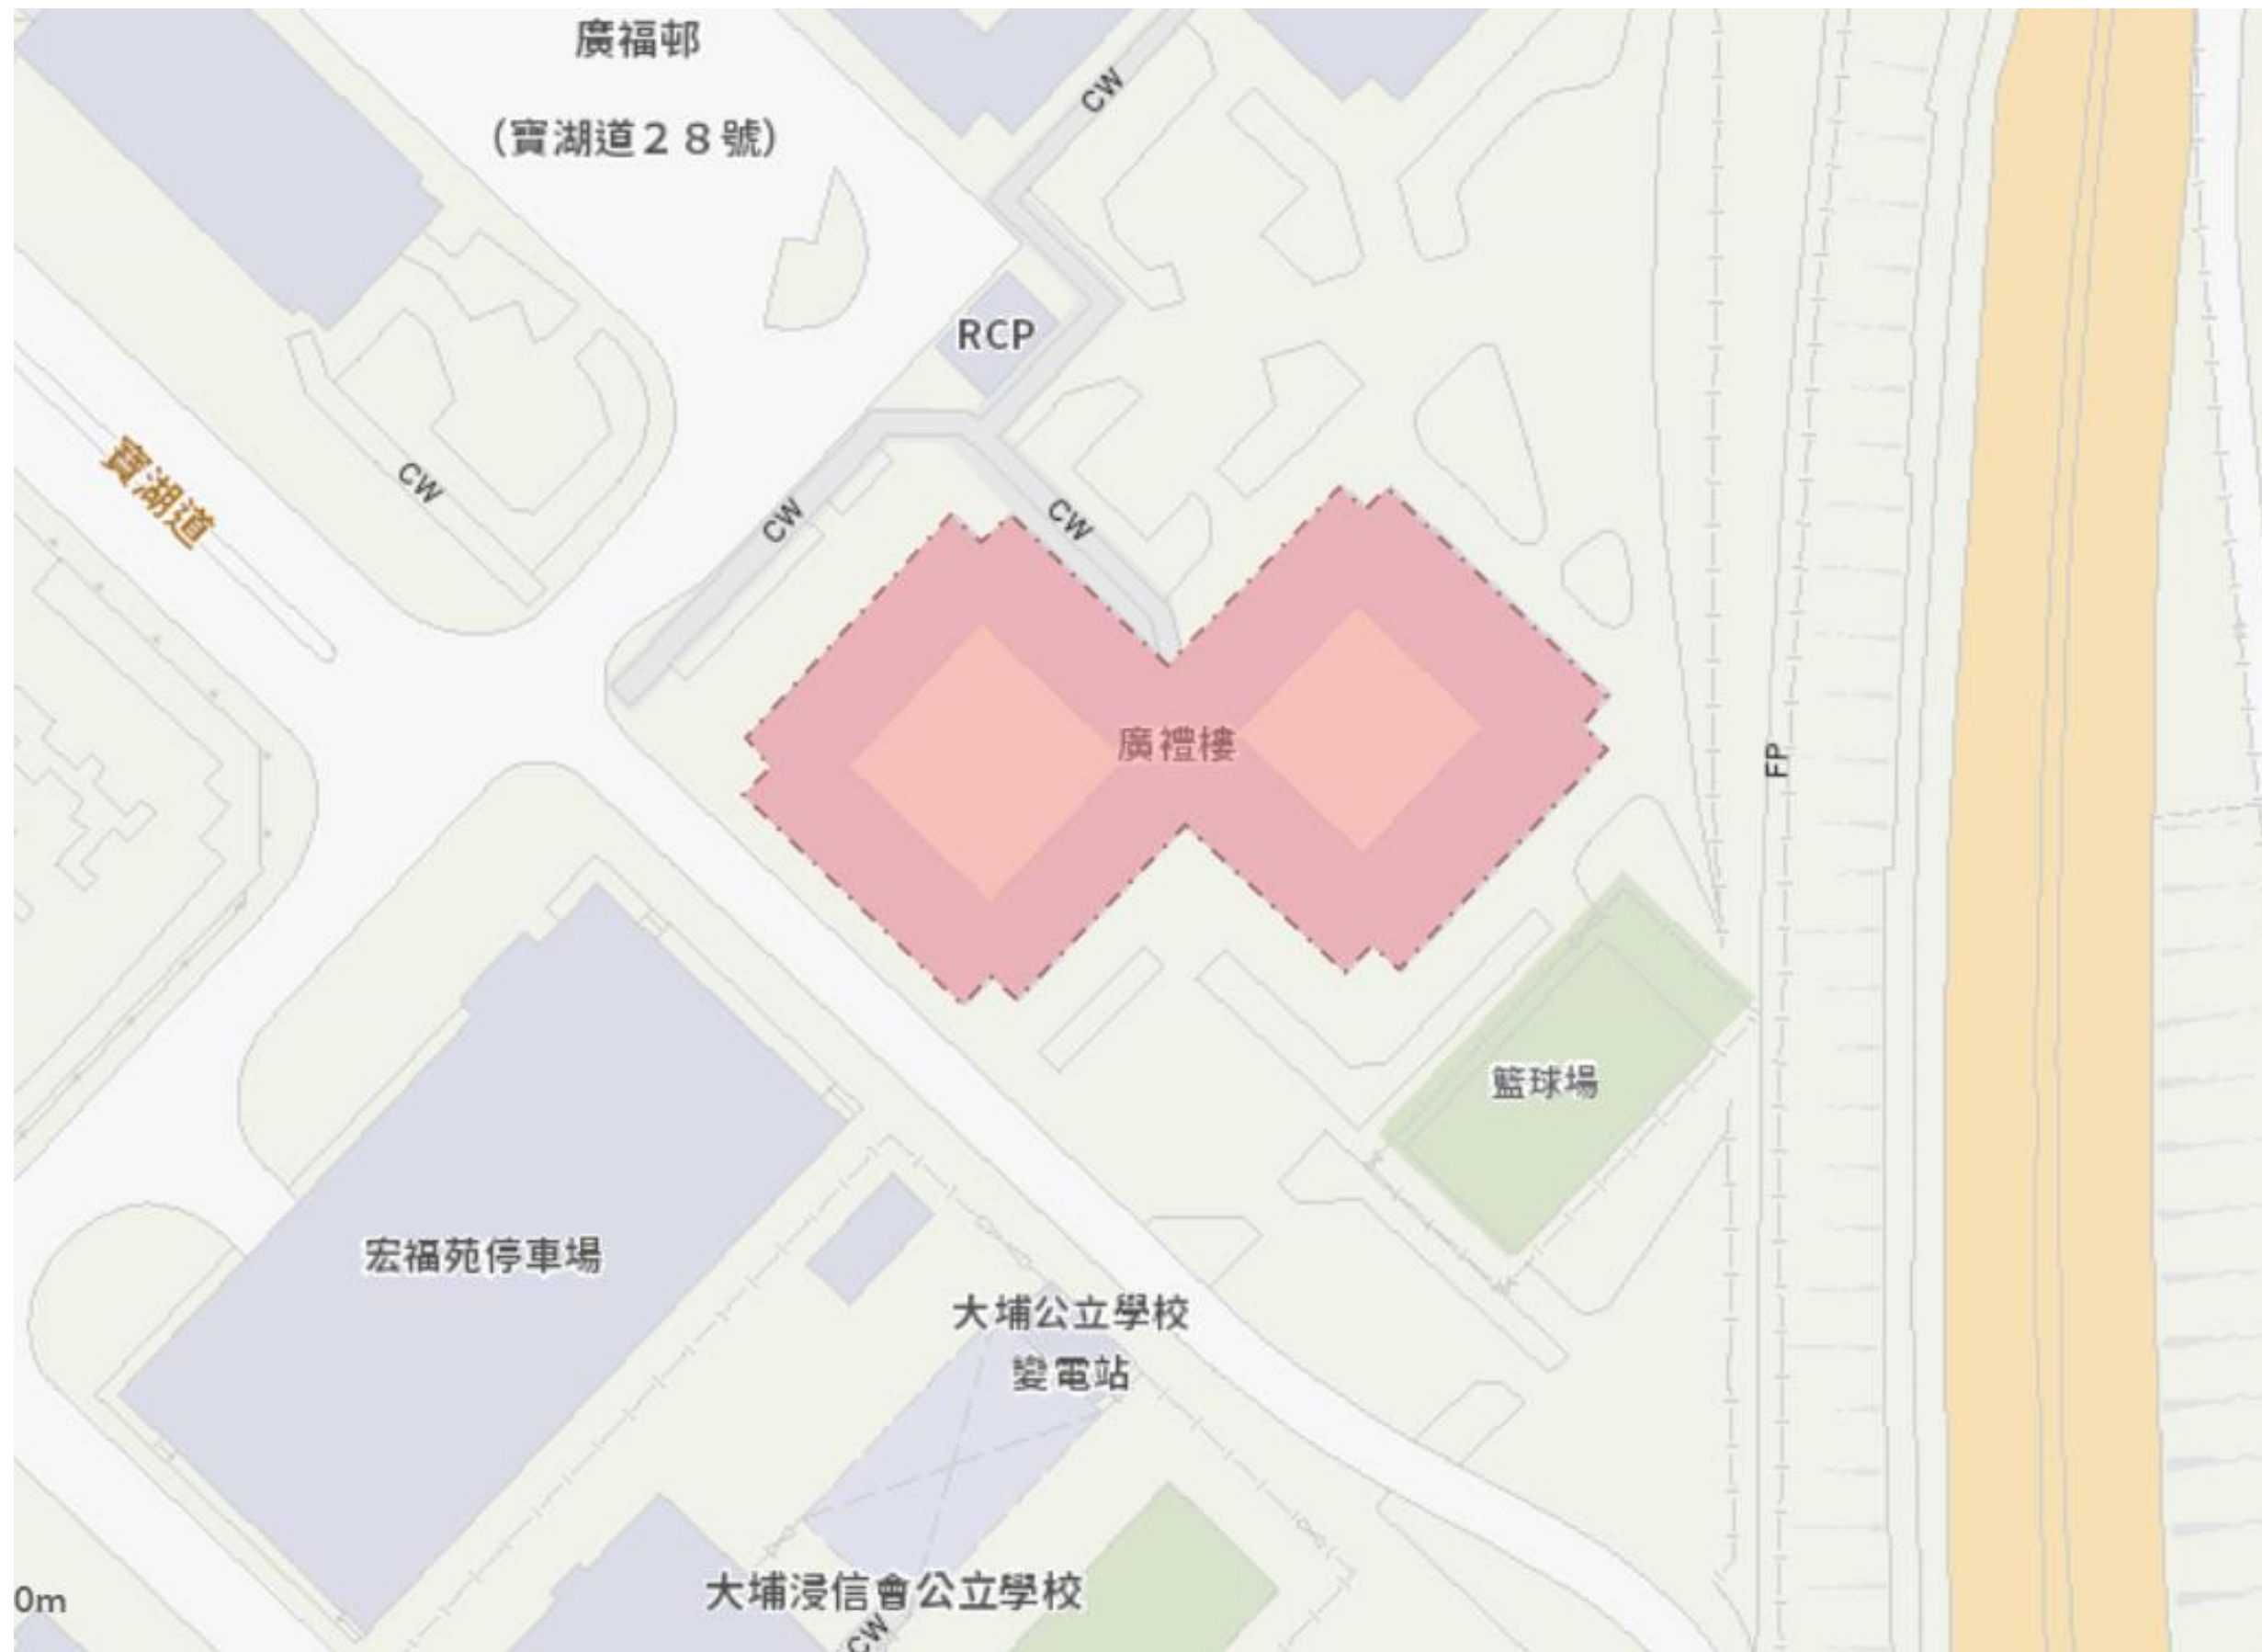 廣福邨
CW
(寶湖道２８號)
RCP
寶湖道
CW
CW
CW
廣禮樓
FP
籃球場
宏福苑停車場
大埔公立學校
變電站
大埔浸信會公立學校
CW
0m